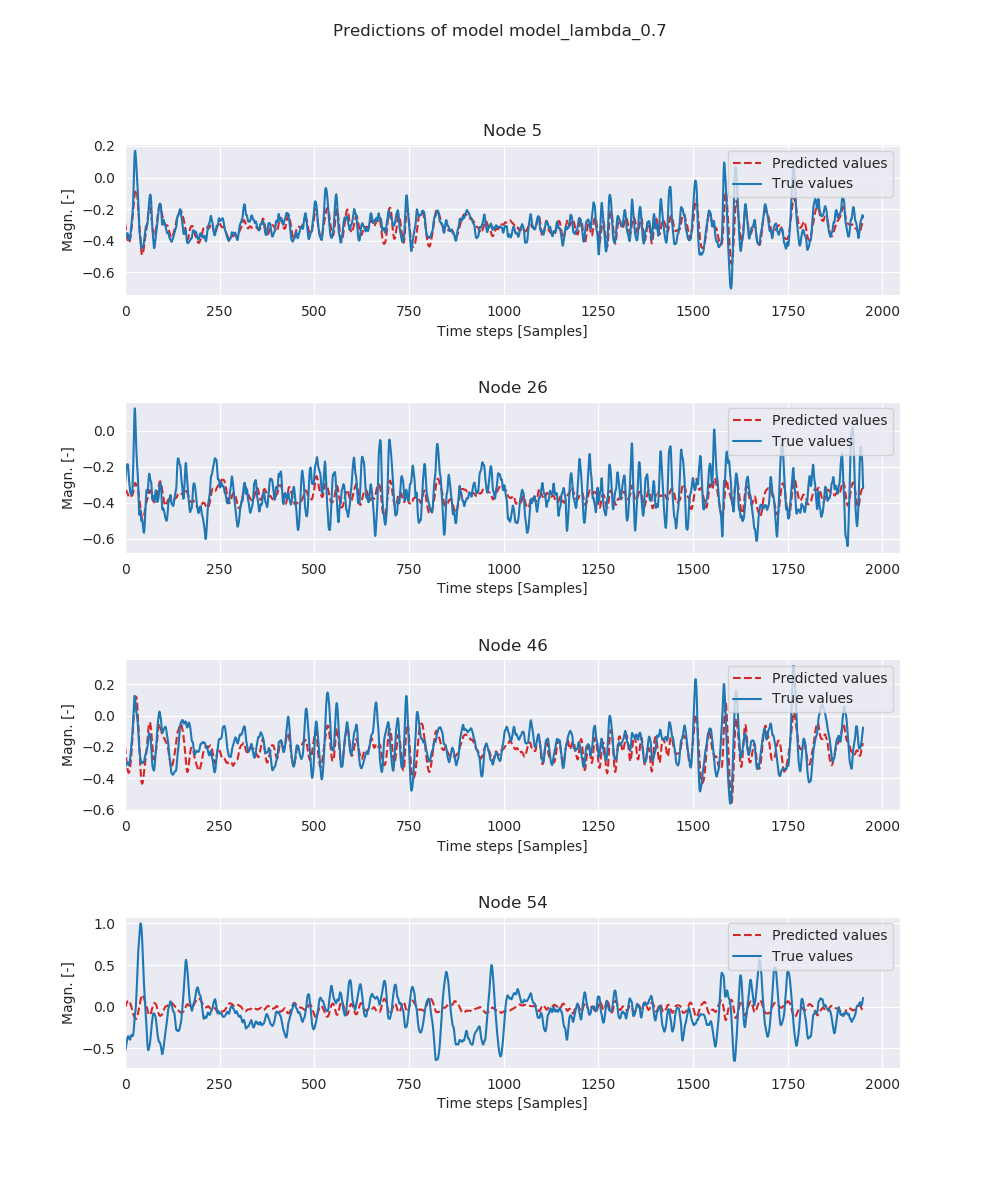 Predictions of model model_lambda_0.7
Node 5
0.2
0.0
−0.2
−0.4
−0.6
Magn. [-]
Predicted values
True values
0 250 500 750 1000 1250 1500 1750 2000
Time steps [Samples]
Node 26
0.0
−0.2
−0.4
−0.6
Magn. [-]
Predicted values
True values
0 250 500 750 1000 1250 1500 1750 2000
Time steps [Samples]
Node 46
0.2
0.0
−0.2
−0.4
−0.6
Magn. [-]
Predicted values
True values
0 250 500 750 1000 1250 1500 1750 2000
Time steps [Samples]
Node 54
1.0
0.5
0.0
−0.5
Magn. [-]
Predicted values
True values
0 250 500 750 1000 1250 1500 1750 2000
Time steps [Samples]